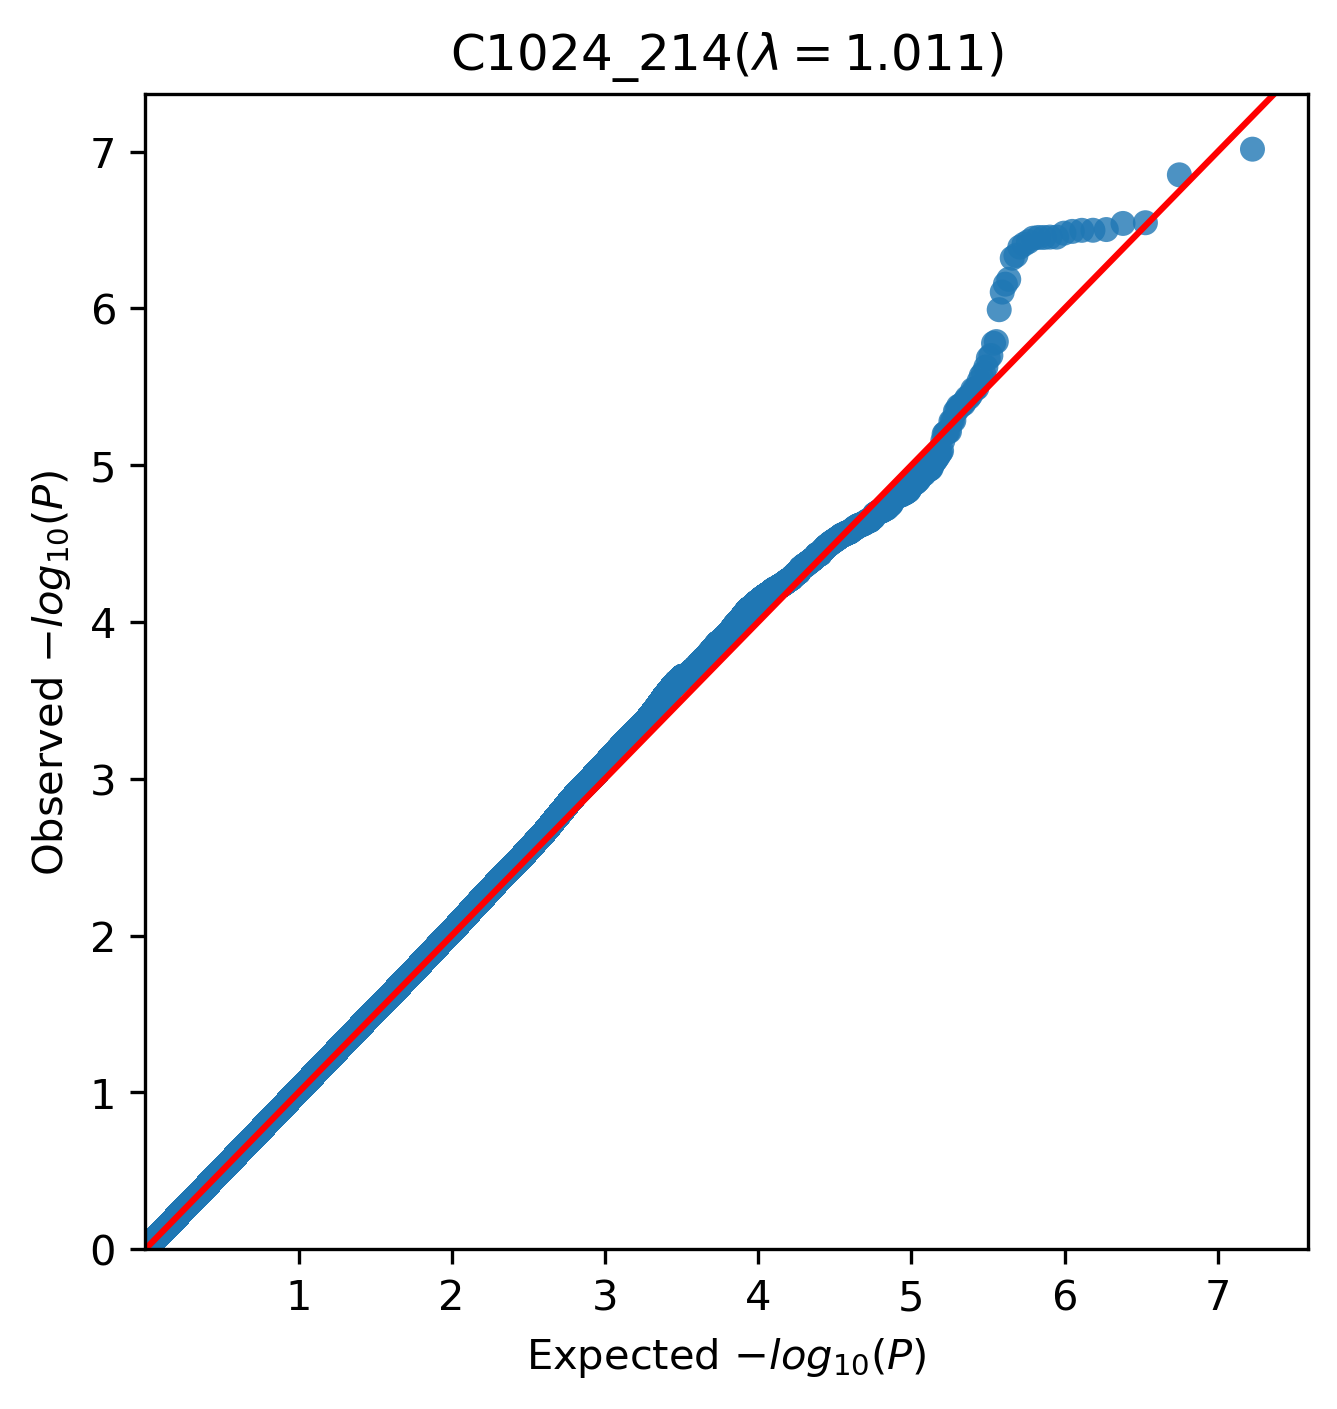 C1024_214(λ = 1.011)
Observed −log₁₀(P)
7
6
5
4
3
2
1
0
1 2 3 4 5 6 7
Expected −log₁₀(P)